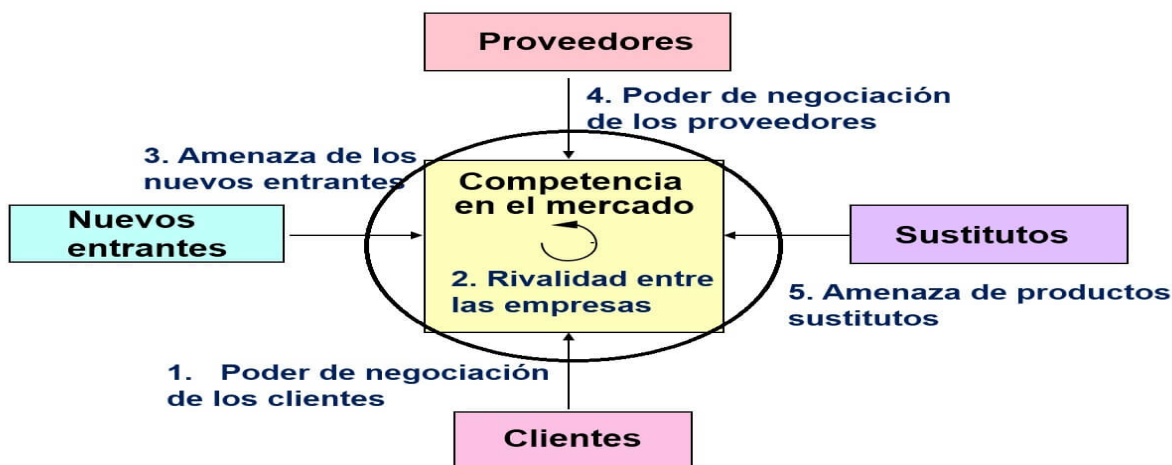 Proveedores
4. Poder de negociación
de los proveedores
3. Amenaza de los
nuevos entrantes
Competencia
en el mercado
Nuevos
entrantes
Sustitutos
2. Rivalidad entre
las empresas
5. Amenaza de productos
sustitutos
1. Poder de negociación
de los clientes
Clientes